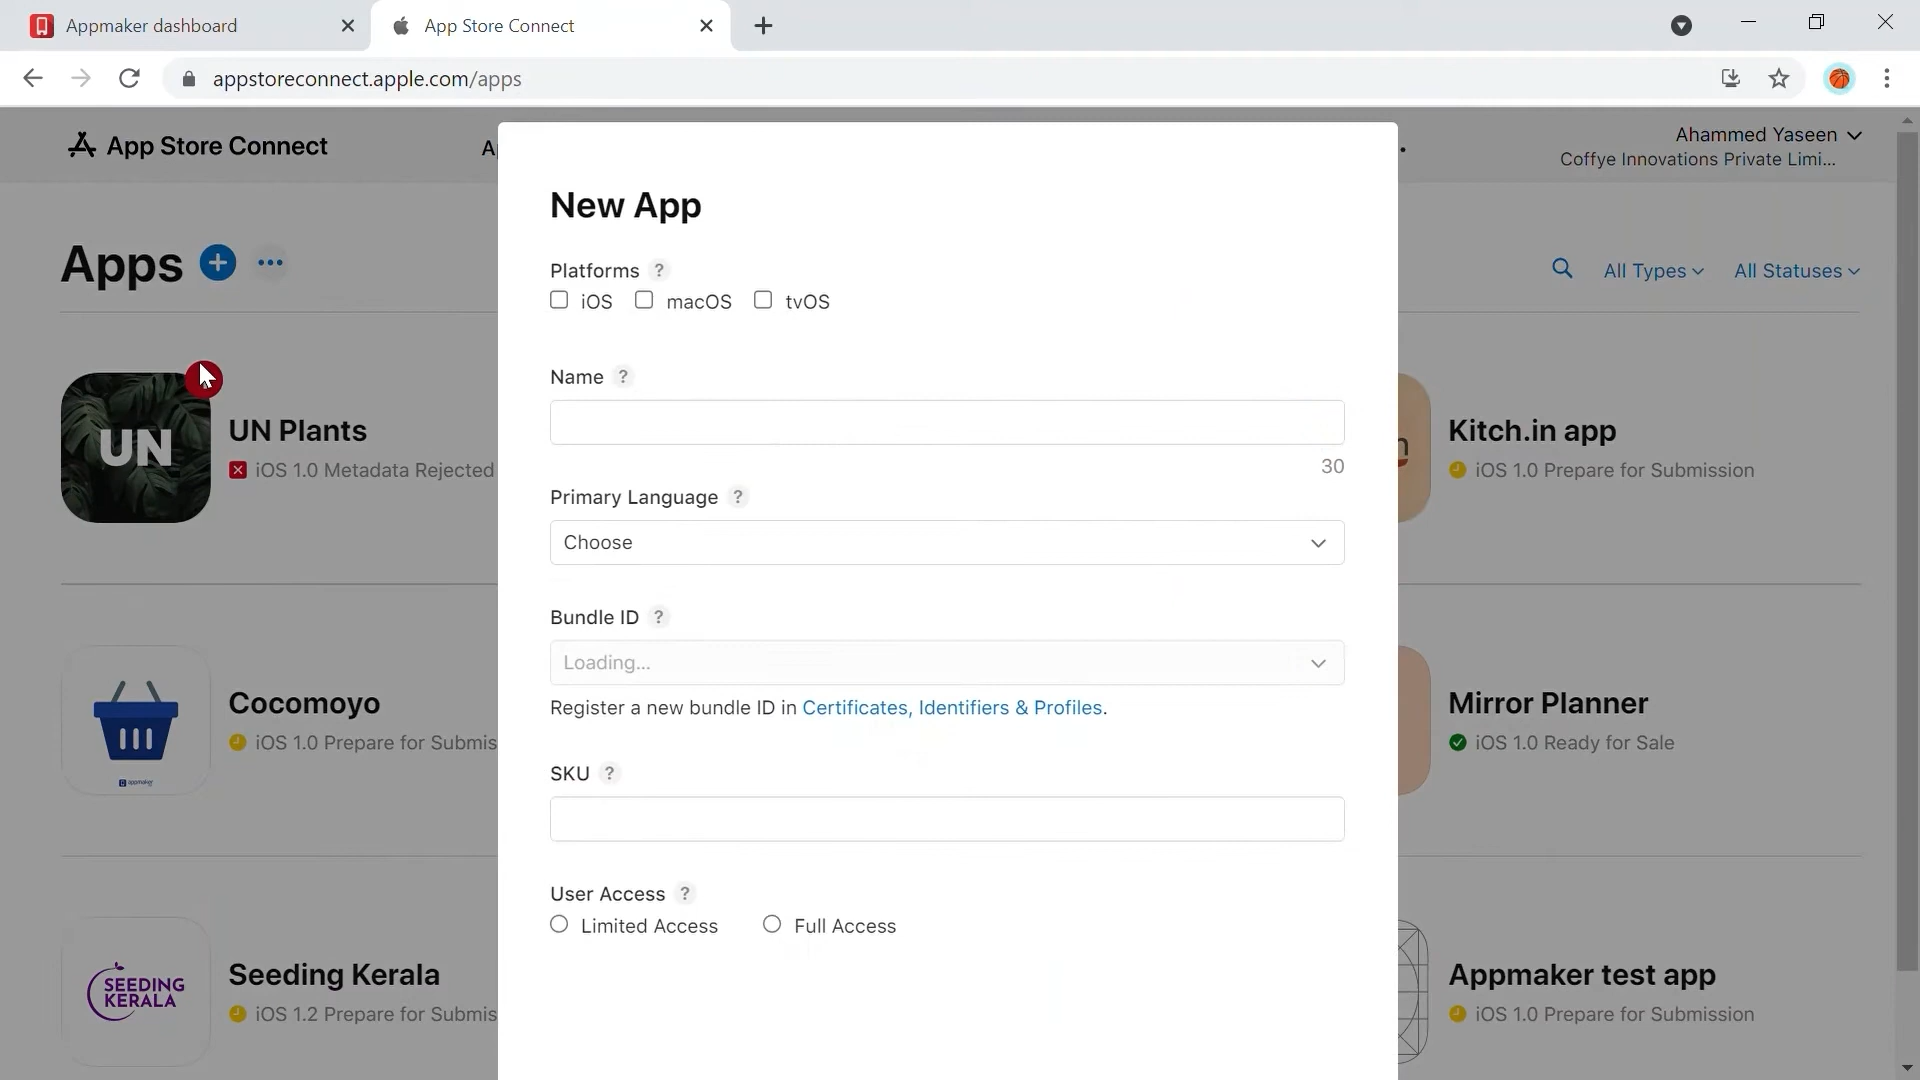 Appmaker dashboard
App Store Connect
appstoreconnect.apple.com/apps
App Store Connect
Ahammed Yaseen
Coffye Innovations Private Limi...
Apps
All Types
All Statuses
UN
UN Plants
iOS 1.0 Metadata Rejected
Kitch.in app
iOS 1.0 Prepare for Submission
Cocomoyo
iOS 1.0 Prepare for Submis
appmaker
Mirror Planner
iOS 1.0 Ready for Sale
SEEDING
KERALA
Seeding Kerala
iOS 1.2 Prepare for Submis
Appmaker test app
iOS 1.0 Prepare for Submission
New App
Platforms ?
iOS macOS tvOS
Name ?
30
Primary Language ?
Choose
Bundle ID ?
Loading...
Register a new bundle ID in Certificates, Identifiers & Profiles.
SKU ?
User Access ?
Limited Access Full Access